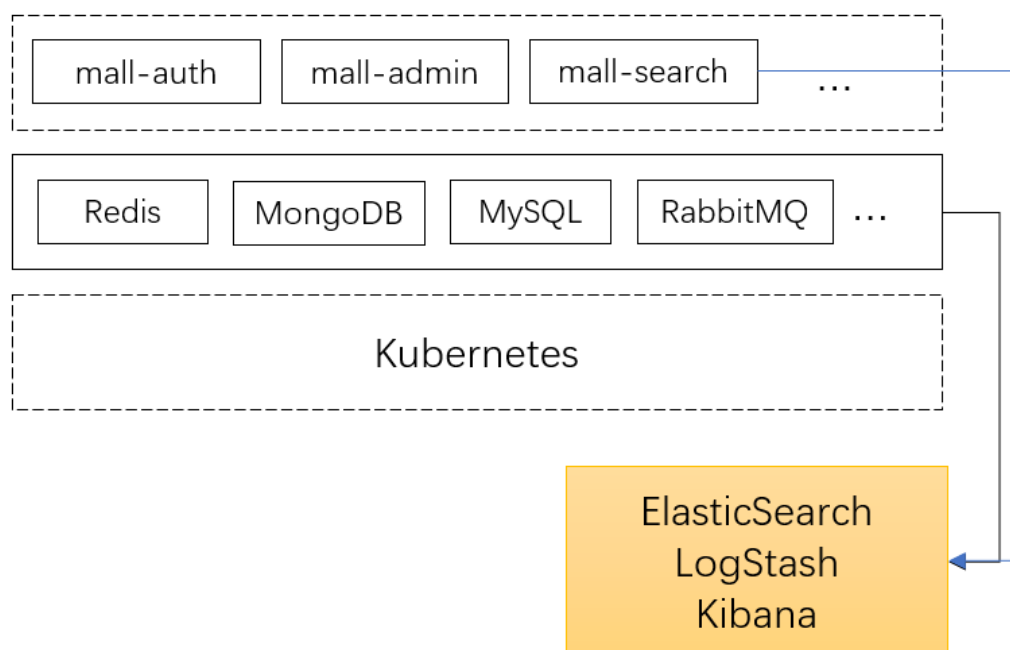 mall-auth
mall-admin
mall-search
...
Redis
MongoDB
MySQL
RabbitMQ
...
Kubernetes
ElasticSearch
LogStash
Kibana